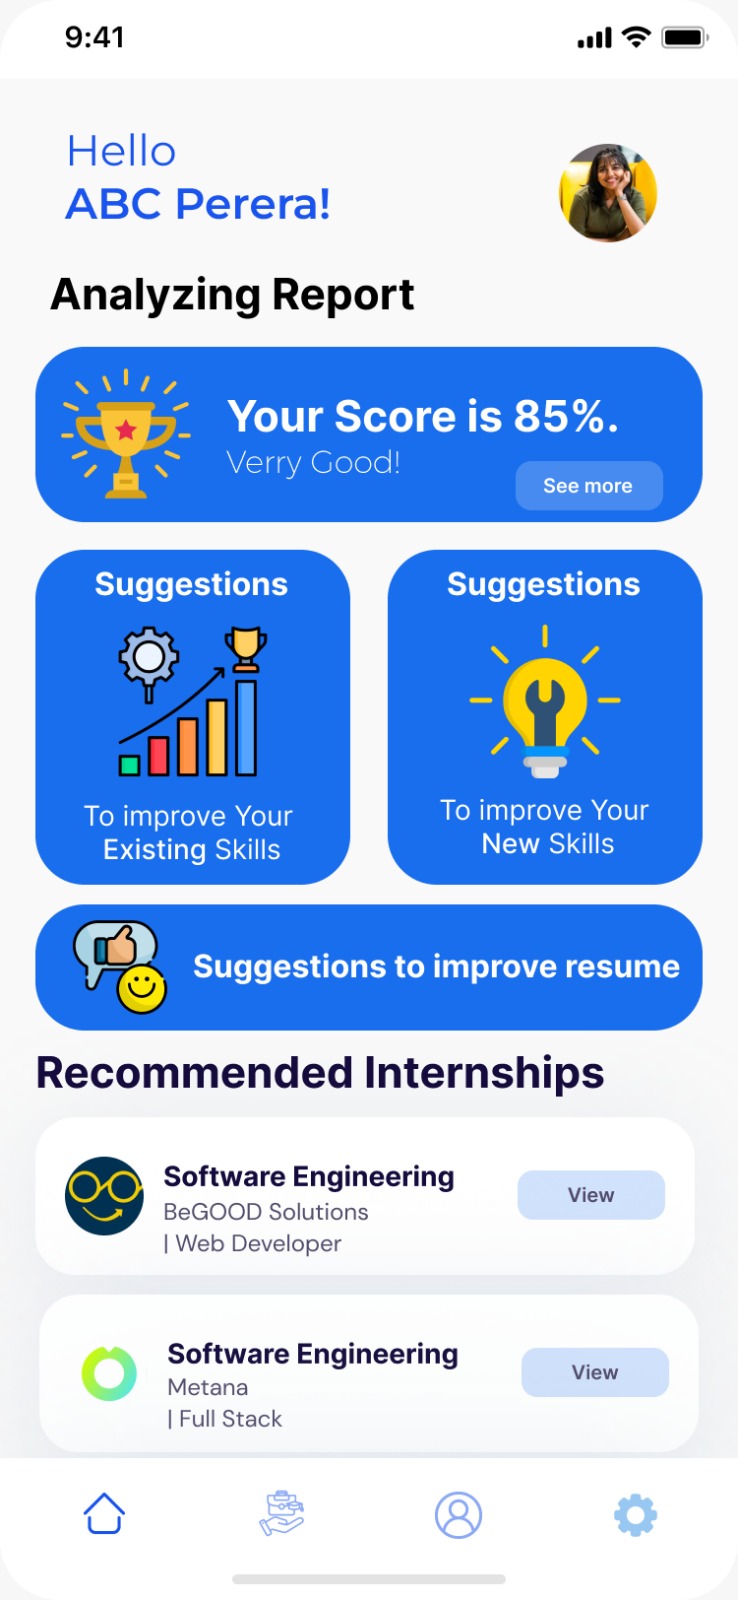 9:41
Hello
ABC Perera!
Analyzing Report
Your Score is 85%.
Verry Good!
See more
Suggestions
To improve Your
Existing Skills
Suggestions
To improve Your
New Skills
Suggestions to improve resume
Recommended Internships
Software Engineering
BeGOOD Solutions
| Web Developer
View
Software Engineering
Metana
| Full Stack
View